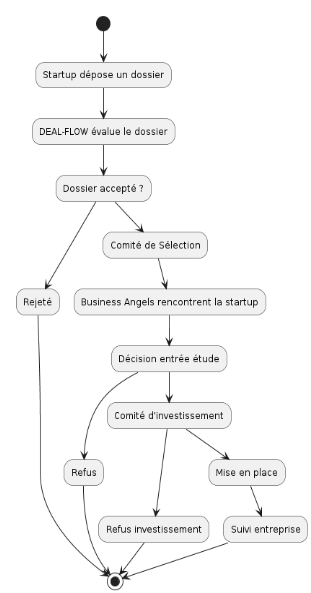 Startup dépose un dossier
DEAL-FLOW évalue le dossier
Dossier accepté ?
Comité de Sélection
Rejeté
Business Angels rencontrent la startup
Décision entrée étude
Comité d'investissement
Refus
Mise en place
Refus investissement
Suivi entreprise